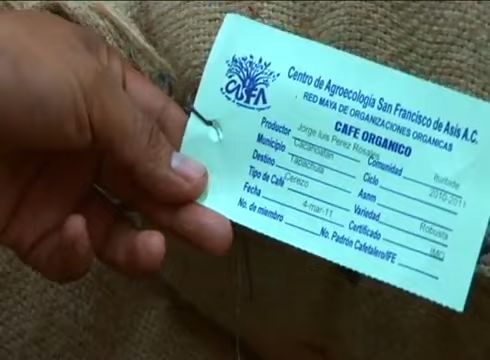 CASFA
Centro de Agroecología San Francisco de Asis A.C.
RED MAYA DE ORGANIZACIONES ORGANICAS
CAFE ORGANICO
Productor Jorge luis Perez Rosales
Municipio Cacahoatan Comunidad
Destino Tapachula Ciclo 2010-2011
Tipo de Café Cerezo Asnm
Fecha 4-mar-11 Variedad Robusta
No. de miembro Certificado IMO
No. Padrón Cafetalero/IFE